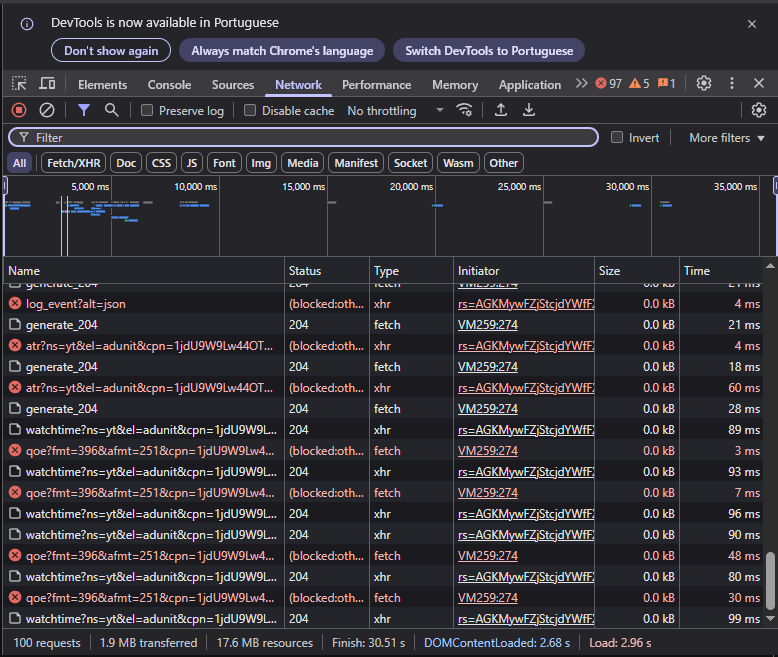 DevTools is now available in Portuguese
Don't show again Always match Chrome's language Switch DevTools to Portuguese
Elements Console Sources Network Performance Memory Application 97 5 1
Preserve log Disable cache No throttling
Filter Invert More filters
All Fetch/XHR Doc CSS JS Font Img Media Manifest Socket Wasm Other
5,000 ms 10,000 ms 15,000 ms 20,000 ms 25,000 ms 30,000 ms 35,000 ms
Name Status Type Initiator Size Time
generate_204 204 fetch VM259:274 0.0 kB 21 ms
log_event?alt=json (blocked:oth... xhr rs=AGKMywFZjStcjdYWfFX 0.0 kB 4 ms
generate_204 204 fetch VM259:274 0.0 kB 21 ms
atr?ns=yt&el=adunit&cpn=1jdU9W9Lw44OT... (blocked:oth... xhr rs=AGKMywFZjStcjdYWfFX 0.0 kB 4 ms
generate_204 204 fetch VM259:274 0.0 kB 18 ms
atr?ns=yt&el=adunit&cpn=1jdU9W9Lw44OT... (blocked:oth... xhr rs=AGKMywFZjStcjdYWfFX 0.0 kB 60 ms
generate_204 204 fetch VM259:274 0.0 kB 28 ms
watchtime?ns=yt&el=adunit&cpn=1jdU9W9L... 204 xhr rs=AGKMywFZjStcjdYWfFX 0.0 kB 89 ms
qoe?fmt=396&afmt=251&cpn=1jdU9W9Lw4... (blocked:oth... fetch VM259:274 0.0 kB 3 ms
watchtime?ns=yt&el=adunit&cpn=1jdU9W9L... 204 xhr rs=AGKMywFZjStcjdYWfFX 0.0 kB 93 ms
qoe?fmt=396&afmt=251&cpn=1jdU9W9Lw4... (blocked:oth... fetch VM259:274 0.0 kB 7 ms
watchtime?ns=yt&el=adunit&cpn=1jdU9W9L... 204 xhr rs=AGKMywFZjStcjdYWfFX 0.0 kB 96 ms
watchtime?ns=yt&el=adunit&cpn=1jdU9W9L... 204 xhr rs=AGKMywFZjStcjdYWfFX 0.0 kB 90 ms
qoe?fmt=396&afmt=251&cpn=1jdU9W9Lw4... (blocked:oth... fetch VM259:274 0.0 kB 48 ms
watchtime?ns=yt&el=adunit&cpn=1jdU9W9L... 204 xhr rs=AGKMywFZjStcjdYWfFX 0.0 kB 80 ms
qoe?fmt=396&afmt=251&cpn=1jdU9W9Lw4... (blocked:oth... fetch VM259:274 0.0 kB 30 ms
watchtime?ns=yt&el=adunit&cpn=1jdU9W9L... 204 xhr rs=AGKMywFZjStcjdYWfFX 0.0 kB 99 ms
100 requests 1.9 MB transferred 17.6 MB resources Finish: 30.51 s DOMContentLoaded: 2.68 s Load: 2.96 s